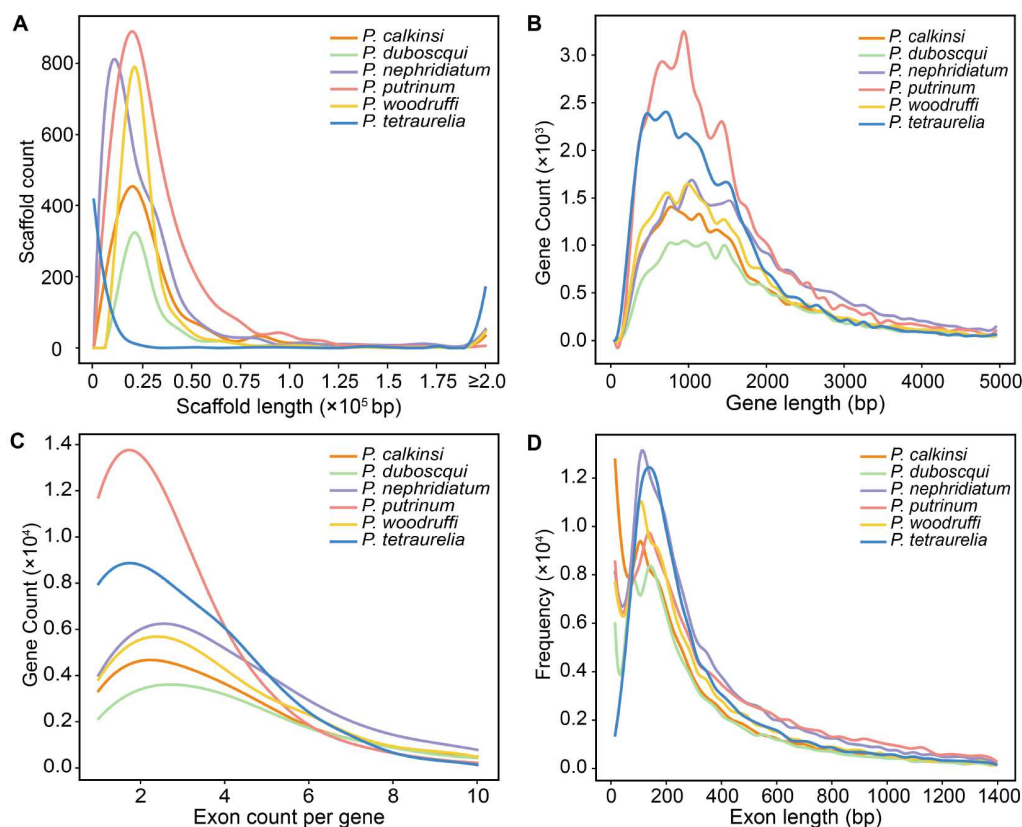 A
P. calkinsi
P. duboscqui
P. nephridiatum
P. putrinum
P. woodruffi
P. tetraurelia
Scaffold count
800
600
400
200
0
0 0.25 0.50 0.75 1.0 1.25 1.50 1.75 ≥2.0
Scaffold length (×10⁵ bp)
B
P. calkinsi
P. duboscqui
P. nephridiatum
P. putrinum
P. woodruffi
P. tetraurelia
Gene Count (×10³)
3.0
2.5
2.0
1.5
1.0
0.5
0.0
0 1000 2000 3000 4000 5000
Gene length (bp)
C
P. calkinsi
P. duboscqui
P. nephridiatum
P. putrinum
P. woodruffi
P. tetraurelia
Gene Count (×10⁴)
1.4
1.2
1.0
0.8
0.6
0.4
0.2
0.0
2 4 6 8 10
Exon count per gene
D
P. calkinsi
P. duboscqui
P. nephridiatum
P. putrinum
P. woodruffi
P. tetraurelia
Frequency (×10⁴)
1.2
1.0
0.8
0.6
0.4
0.2
0.0
0 200 400 600 800 1000 1200 1400
Exon length (bp)